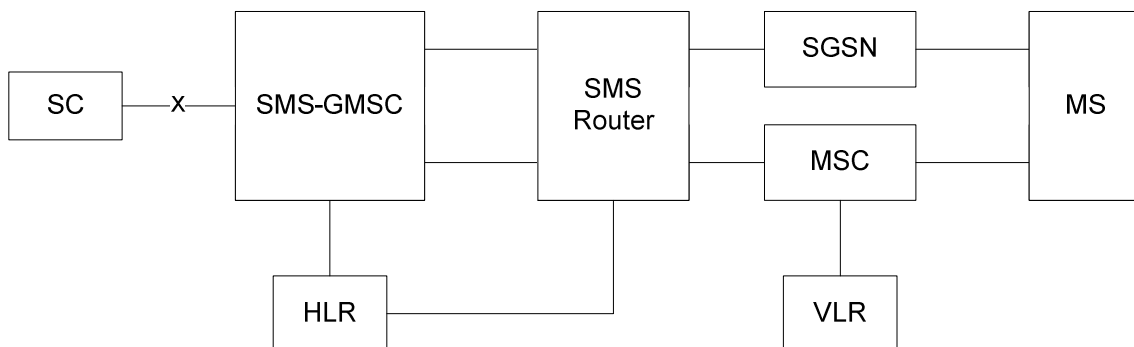 SC
x
SMS-GMSC
SMS
Router
SGSN
MSC
MS
HLR
VLR